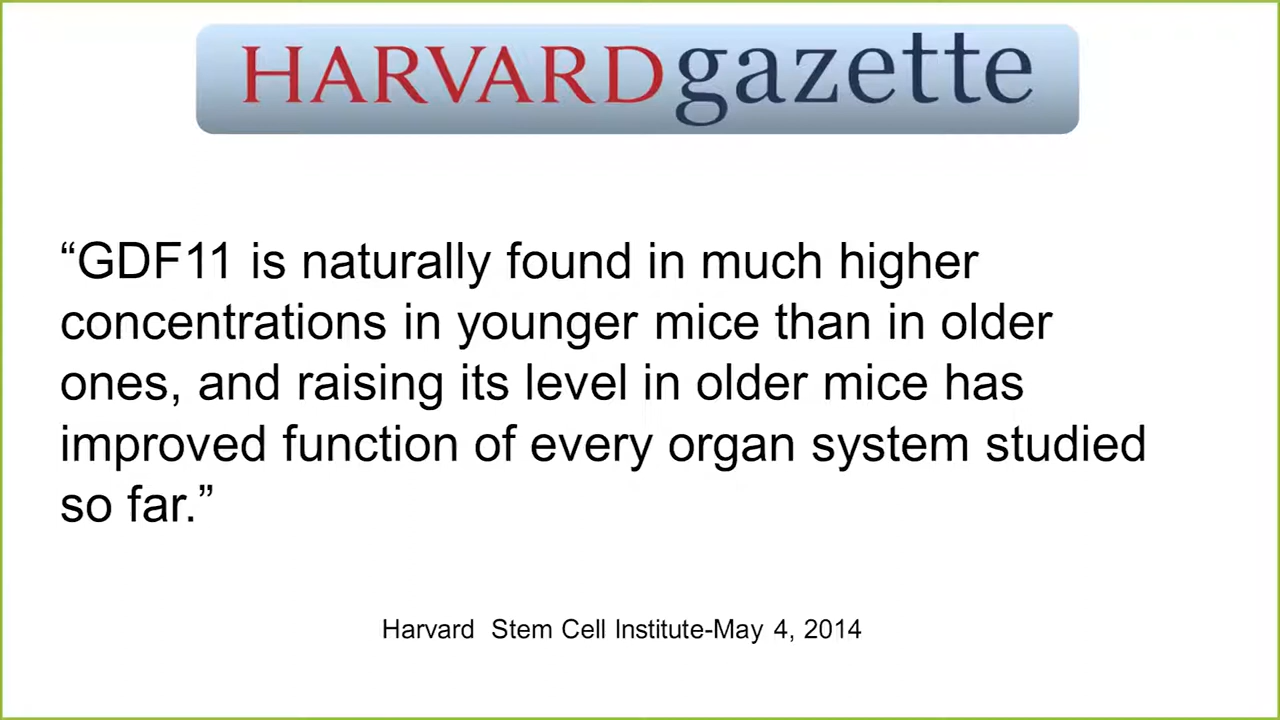 HARVARDgazette
“GDF11 is naturally found in much higher
concentrations in younger mice than in older
ones, and raising its level in older mice has
improved function of every organ system studied
so far.”
Harvard  Stem Cell Institute-May 4, 2014